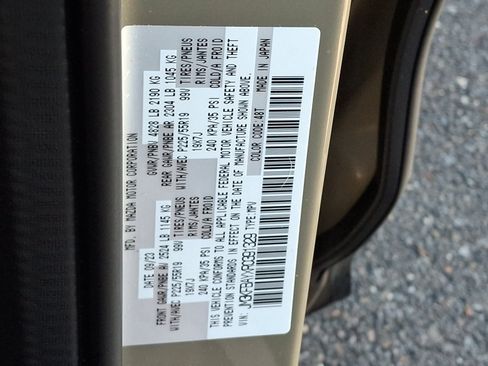 MFD. BY MAZDA MOTOR CORPORATION
DATE 09/23 GVWR/PNBV 4828 LB 2190 KG
FRONT GAWR/PNBE AV 2524 LB 1145 KG REAR GAWR/PNBE AR 2304 LB 1045 KG
WITH/AVEC P225/55R19 99V TIRES/PNEUS WITH/AVEC P225/55R19 99V TIRES/PNEUS
19X7J RIMS/JANTES 19X7J RIMS/JANTES
240 KPA/35 PSI COLD/A FROID 240 KPA/35 PSI COLD/A FROID
CONFORMS TO ALL APPLICABLE FEDERAL MOTOR VEHICLE SAFETY AND THEFT
PREVENTION STANDARDS IN EFFECT ON THE DATE OF MANUFACTURE SHOWN ABOVE.
MADE IN JAPAN
VIN: TYPE:MPV COLOR CODE:48T